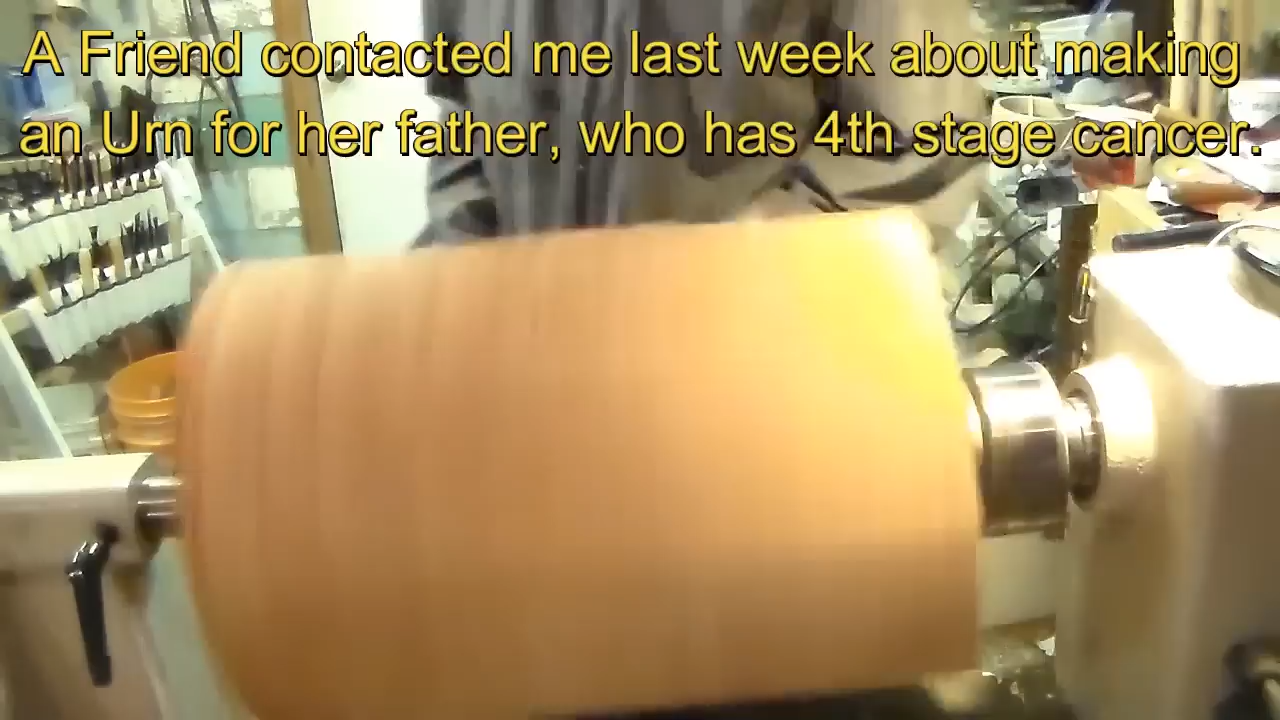 A Friend contacted me last week about making
an Urn for her father, who has 4th stage cancer.